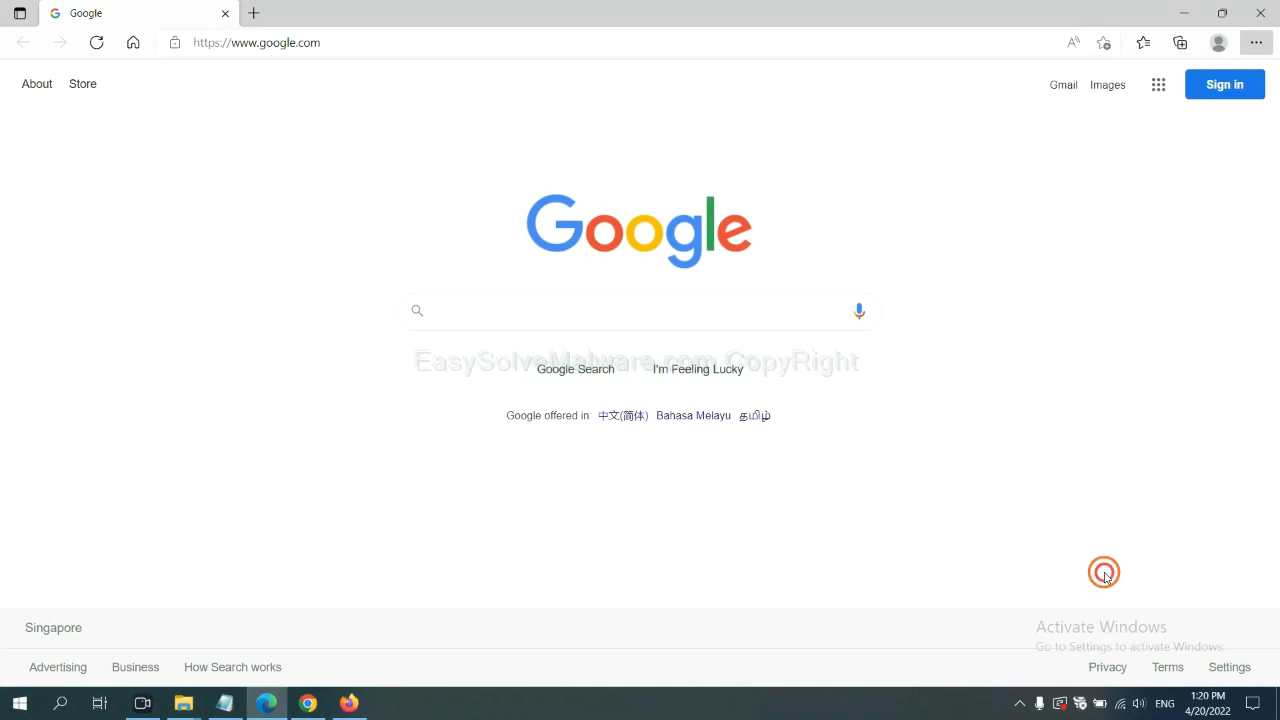 Google
https://www.google.com
About Store
Gmail Images Sign in
Google
EasySolveMalware.com CopyRight
Google Search I'm Feeling Lucky
Google offered in: 中文(简体) Bahasa Melayu தமிழ்
Singapore
Activate Windows
Go to Settings to activate Windows.
Advertising Business How Search works
Privacy Terms Settings
ENG
1:20 PM
4/20/2022